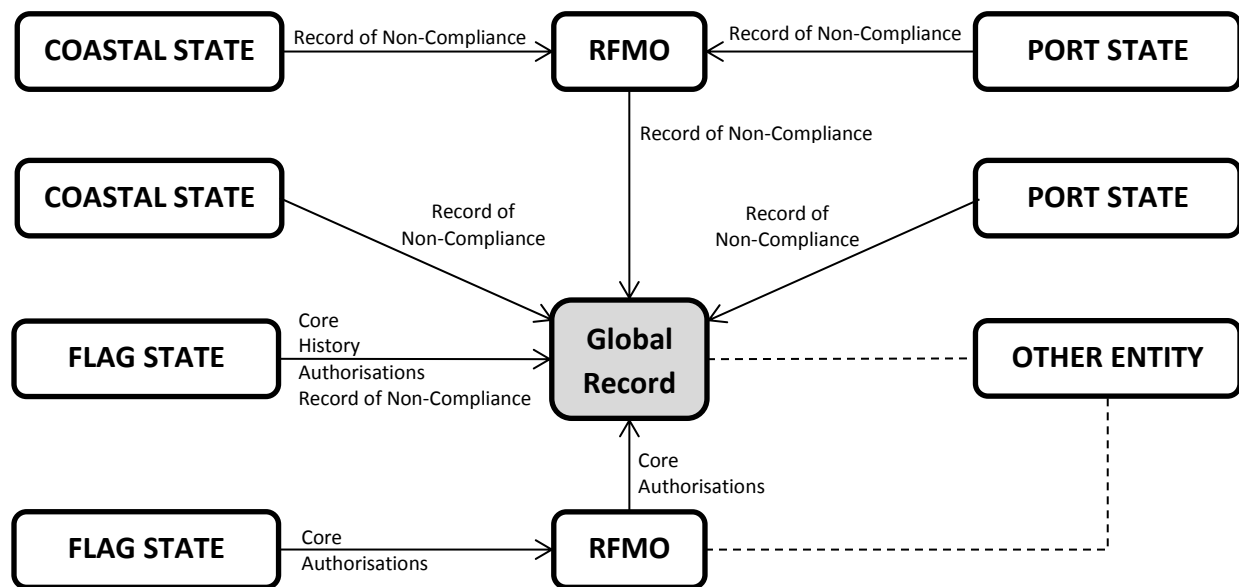 COASTAL STATE
Record of Non-Compliance
RFMO
Record of Non-Compliance
PORT STATE
Record of Non-Compliance
COASTAL STATE
PORT STATE
Record of
Non-Compliance
Record of
Non-Compliance
FLAG STATE
Core
History
Authorisations
Record of Non-Compliance
Global
Record
OTHER ENTITY
Core
Authorisations
FLAG STATE
Core
Authorisations
RFMO